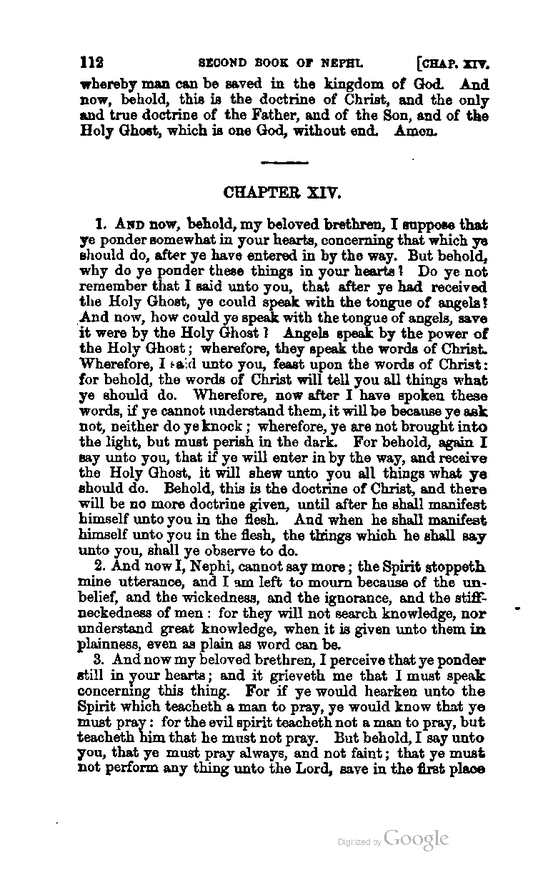 112 SECOND BOOK OF NEPHI. [CHAP. XIV.
whereby man can be saved in the kingdom of God. And
now, behold, this is the doctrine of Christ, and the only
and true doctrine of the Father, and of the Son, and of the
Holy Ghost, which is one God, without end. Amen.
CHAPTER XIV.
1. AND now, behold, my beloved brethren, I suppose that
ye ponder somewhat in your hearts, concerning that which ye
should do, after ye have entered in by the way. But behold,
why do ye ponder these things in your hearts? Do ye not
remember that I said unto you, that after ye had received
the Holy Ghost, ye could speak with the tongue of angels?
And now, how could ye speak with the tongue of angels, save
it were by the Holy Ghost? Angels speak by the power of
the Holy Ghost; wherefore, they speak the words of Christ.
Wherefore, I said unto you, feast upon the words of Christ:
for behold, the words of Christ will tell you all things what
ye should do. Wherefore, now after I have spoken these
words, if ye cannot understand them, it will be because ye ask
not, neither do ye knock; wherefore, ye are not brought into
the light, but must perish in the dark. For behold, again I
say unto you, that if ye will enter in by the way, and receive
the Holy Ghost, it will shew unto you all things what ye
should do. Behold, this is the doctrine of Christ, and there
will be no more doctrine given, until after he shall manifest
himself unto you in the flesh. And when he shall manifest
himself unto you in the flesh, the things which he shall say
unto you, shall ye observe to do.
2. And now I, Nephi, cannot say more; the Spirit stoppeth
mine utterance, and I am left to mourn because of the un-
belief, and the wickedness, and the ignorance, and the stiff-
neckedness of men: for they will not search knowledge, nor
understand great knowledge, when it is given unto them in
plainness, even as plain as word can be.
3. And now my beloved brethren, I perceive that ye ponder
still in your hearts; and it grieveth me that I must speak
concerning this thing. For if ye would hearken unto the
Spirit which teacheth a man to pray, ye would know that ye
must pray: for the evil spirit teacheth not a man to pray, but
teacheth him that he must not pray. But behold, I say unto
you, that ye must pray always, and not faint; that ye must
not perform any thing unto the Lord, save in the first place
Digitized by Google